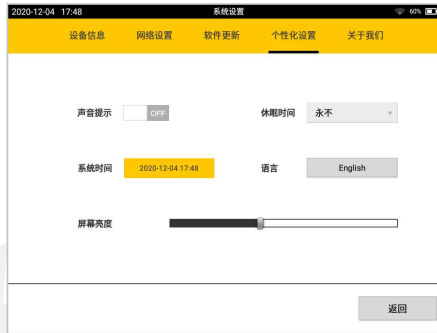 2020-12-04 17:48 系统设置 60%
设备信息 网络设置 软件更新 个性化设置 关于我们
声音提示 OFF 休眠时间 永不
系统时间 2020-12-04 17:48 语言 English
屏幕亮度
返回